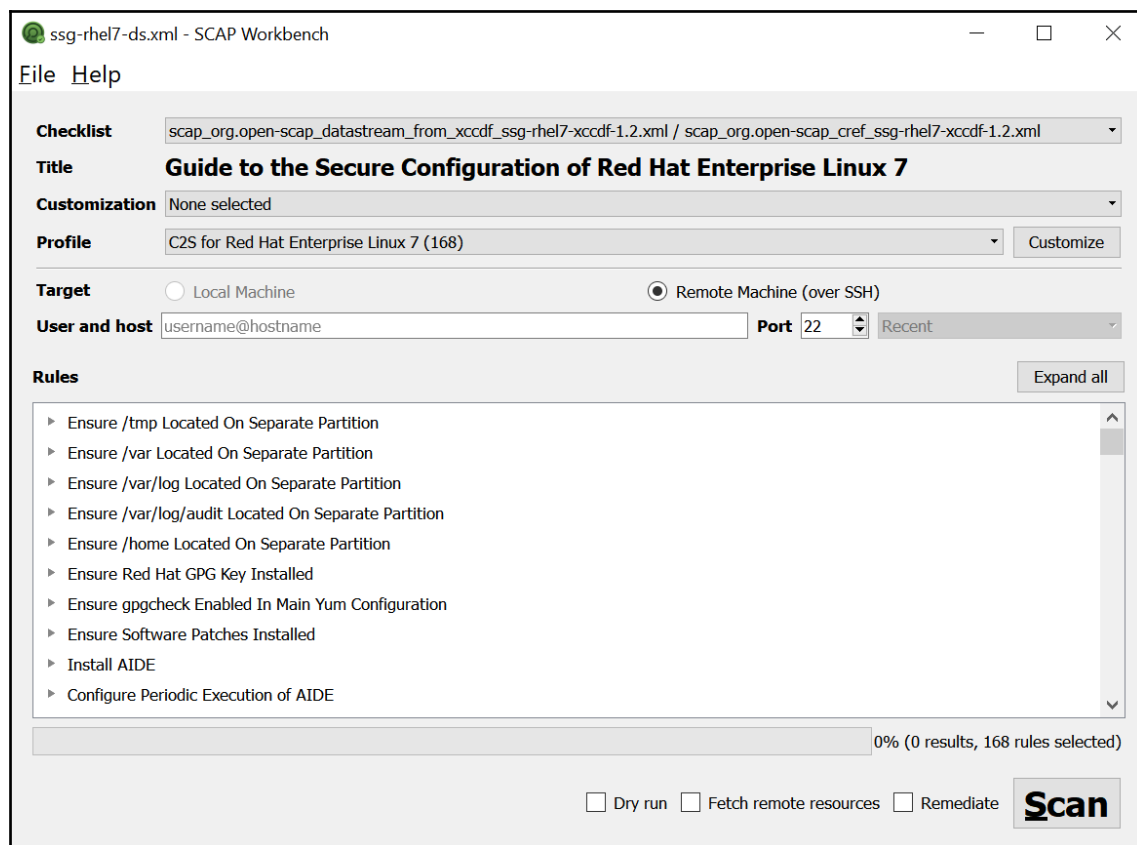 ssg-rhel7-ds.xml - SCAP Workbench
File Help
Checklist scap_org.open-scap_datastream_from_xccdf_ssg-rhel7-xccdf-1.2.xml / scap_org.open-scap_cref_ssg-rhel7-xccdf-1.2.xml
Title Guide to the Secure Configuration of Red Hat Enterprise Linux 7
Customization None selected
Profile C2S for Red Hat Enterprise Linux 7 (168) Customize
Target Local Machine Remote Machine (over SSH)
User and host username@hostname Port 22 Recent
Rules Expand all
Ensure /tmp Located On Separate Partition
Ensure /var Located On Separate Partition
Ensure /var/log Located On Separate Partition
Ensure /var/log/audit Located On Separate Partition
Ensure /home Located On Separate Partition
Ensure Red Hat GPG Key Installed
Ensure gpgcheck Enabled In Main Yum Configuration
Ensure Software Patches Installed
Install AIDE
Configure Periodic Execution of AIDE
0% (0 results, 168 rules selected)
Dry run Fetch remote resources Remediate Scan